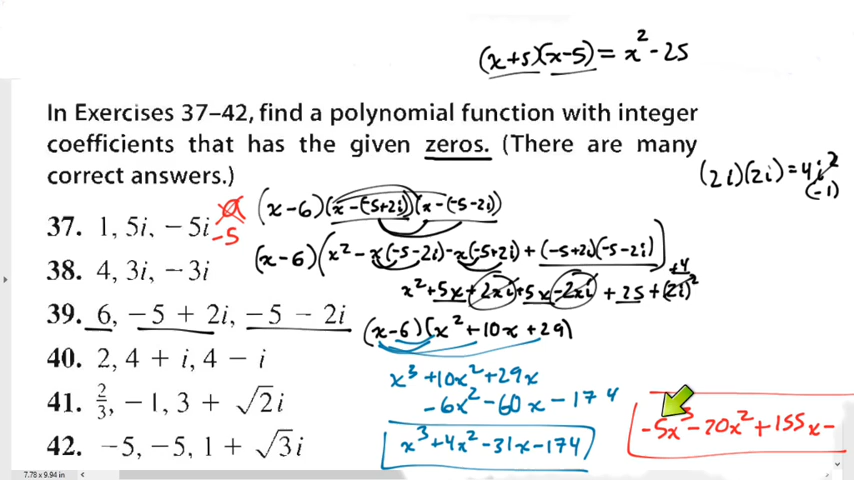 (x+5)(x-5) = x² - 25
In Exercises 37–42, find a polynomial function with integer
coefficients that has the given zeros. (There are many
correct answers.)
(2i)(2i) = 4i²
(-1)
(x-6)(x-(-5+2i))(x-(-5-2i))
37. 1, 5i, −5i
-5
(x-6)(x² - x(-5-2i) - x(-5+2i) + (-5+2i)(-5-2i))
38. 4, 3i, −3i
+4
x² + 5x + 2xi + 5x - 2xi + 25 + (2i)²
39. 6, −5 + 2i, −5 − 2i
(x-6)(x² + 10x + 29)
40. 2, 4 + i, 4 − i
x³ + 10x² + 29x
-6x² - 60x - 174
41. 2/3, −1, 3 + √2i
-5x³ - 20x² + 155x -
42. −5, −5, 1 + √3i
x³ + 4x² - 31x - 174
7.78 x 9.94 in